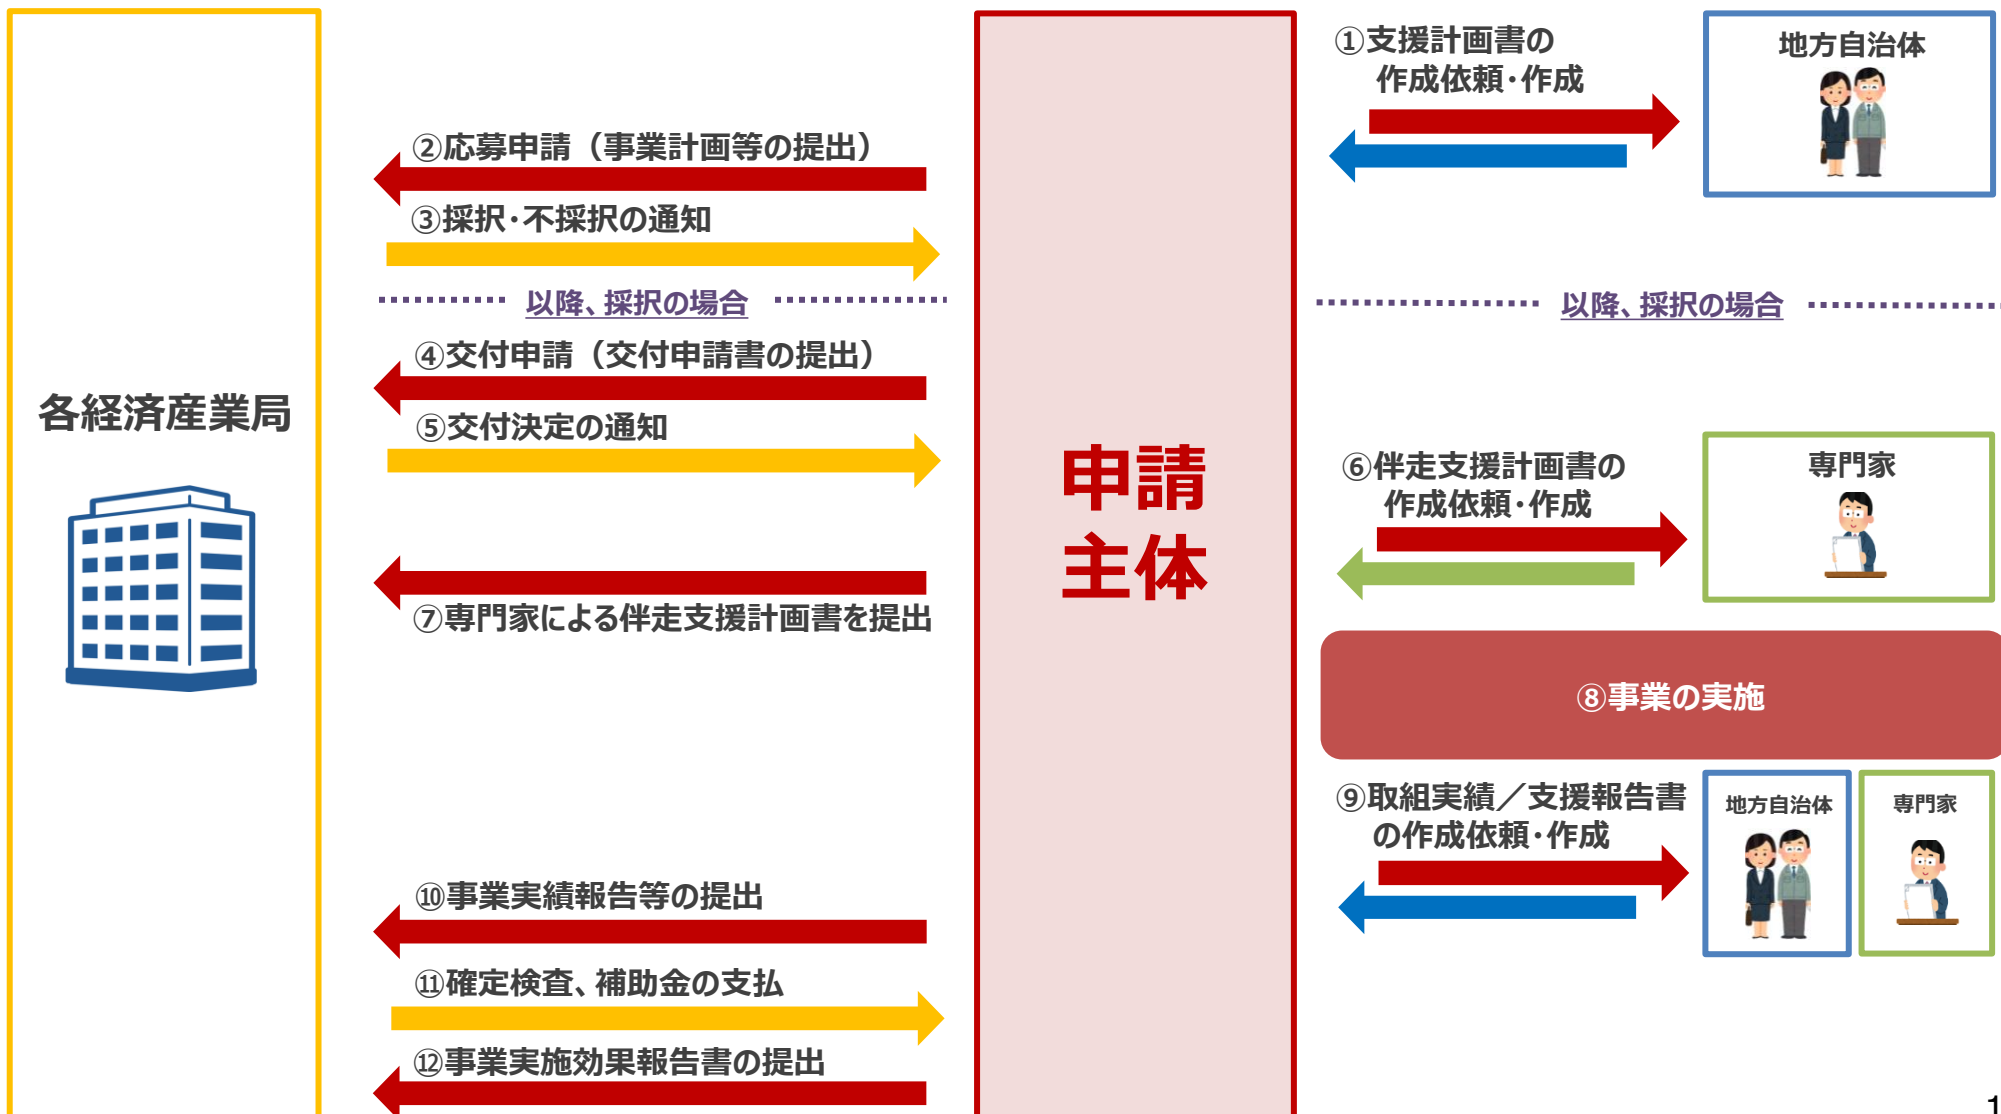 ①支援計画書の
作成依頼・作成
地方自治体
②応募申請（事業計画等の提出）
③採択・不採択の通知
以降、採択の場合
以降、採択の場合
④交付申請（交付申請書の提出）
各経済産業局
⑤交付決定の通知
申請
主体
⑥伴走支援計画書の
作成依頼・作成
専門家
⑦専門家による伴走支援計画書を提出
⑧事業の実施
⑨取組実績／支援報告書
の作成依頼・作成
地方自治体
専門家
⑩事業実績報告等の提出
⑪確定検査、補助金の支払
⑫事業実施効果報告書の提出
1